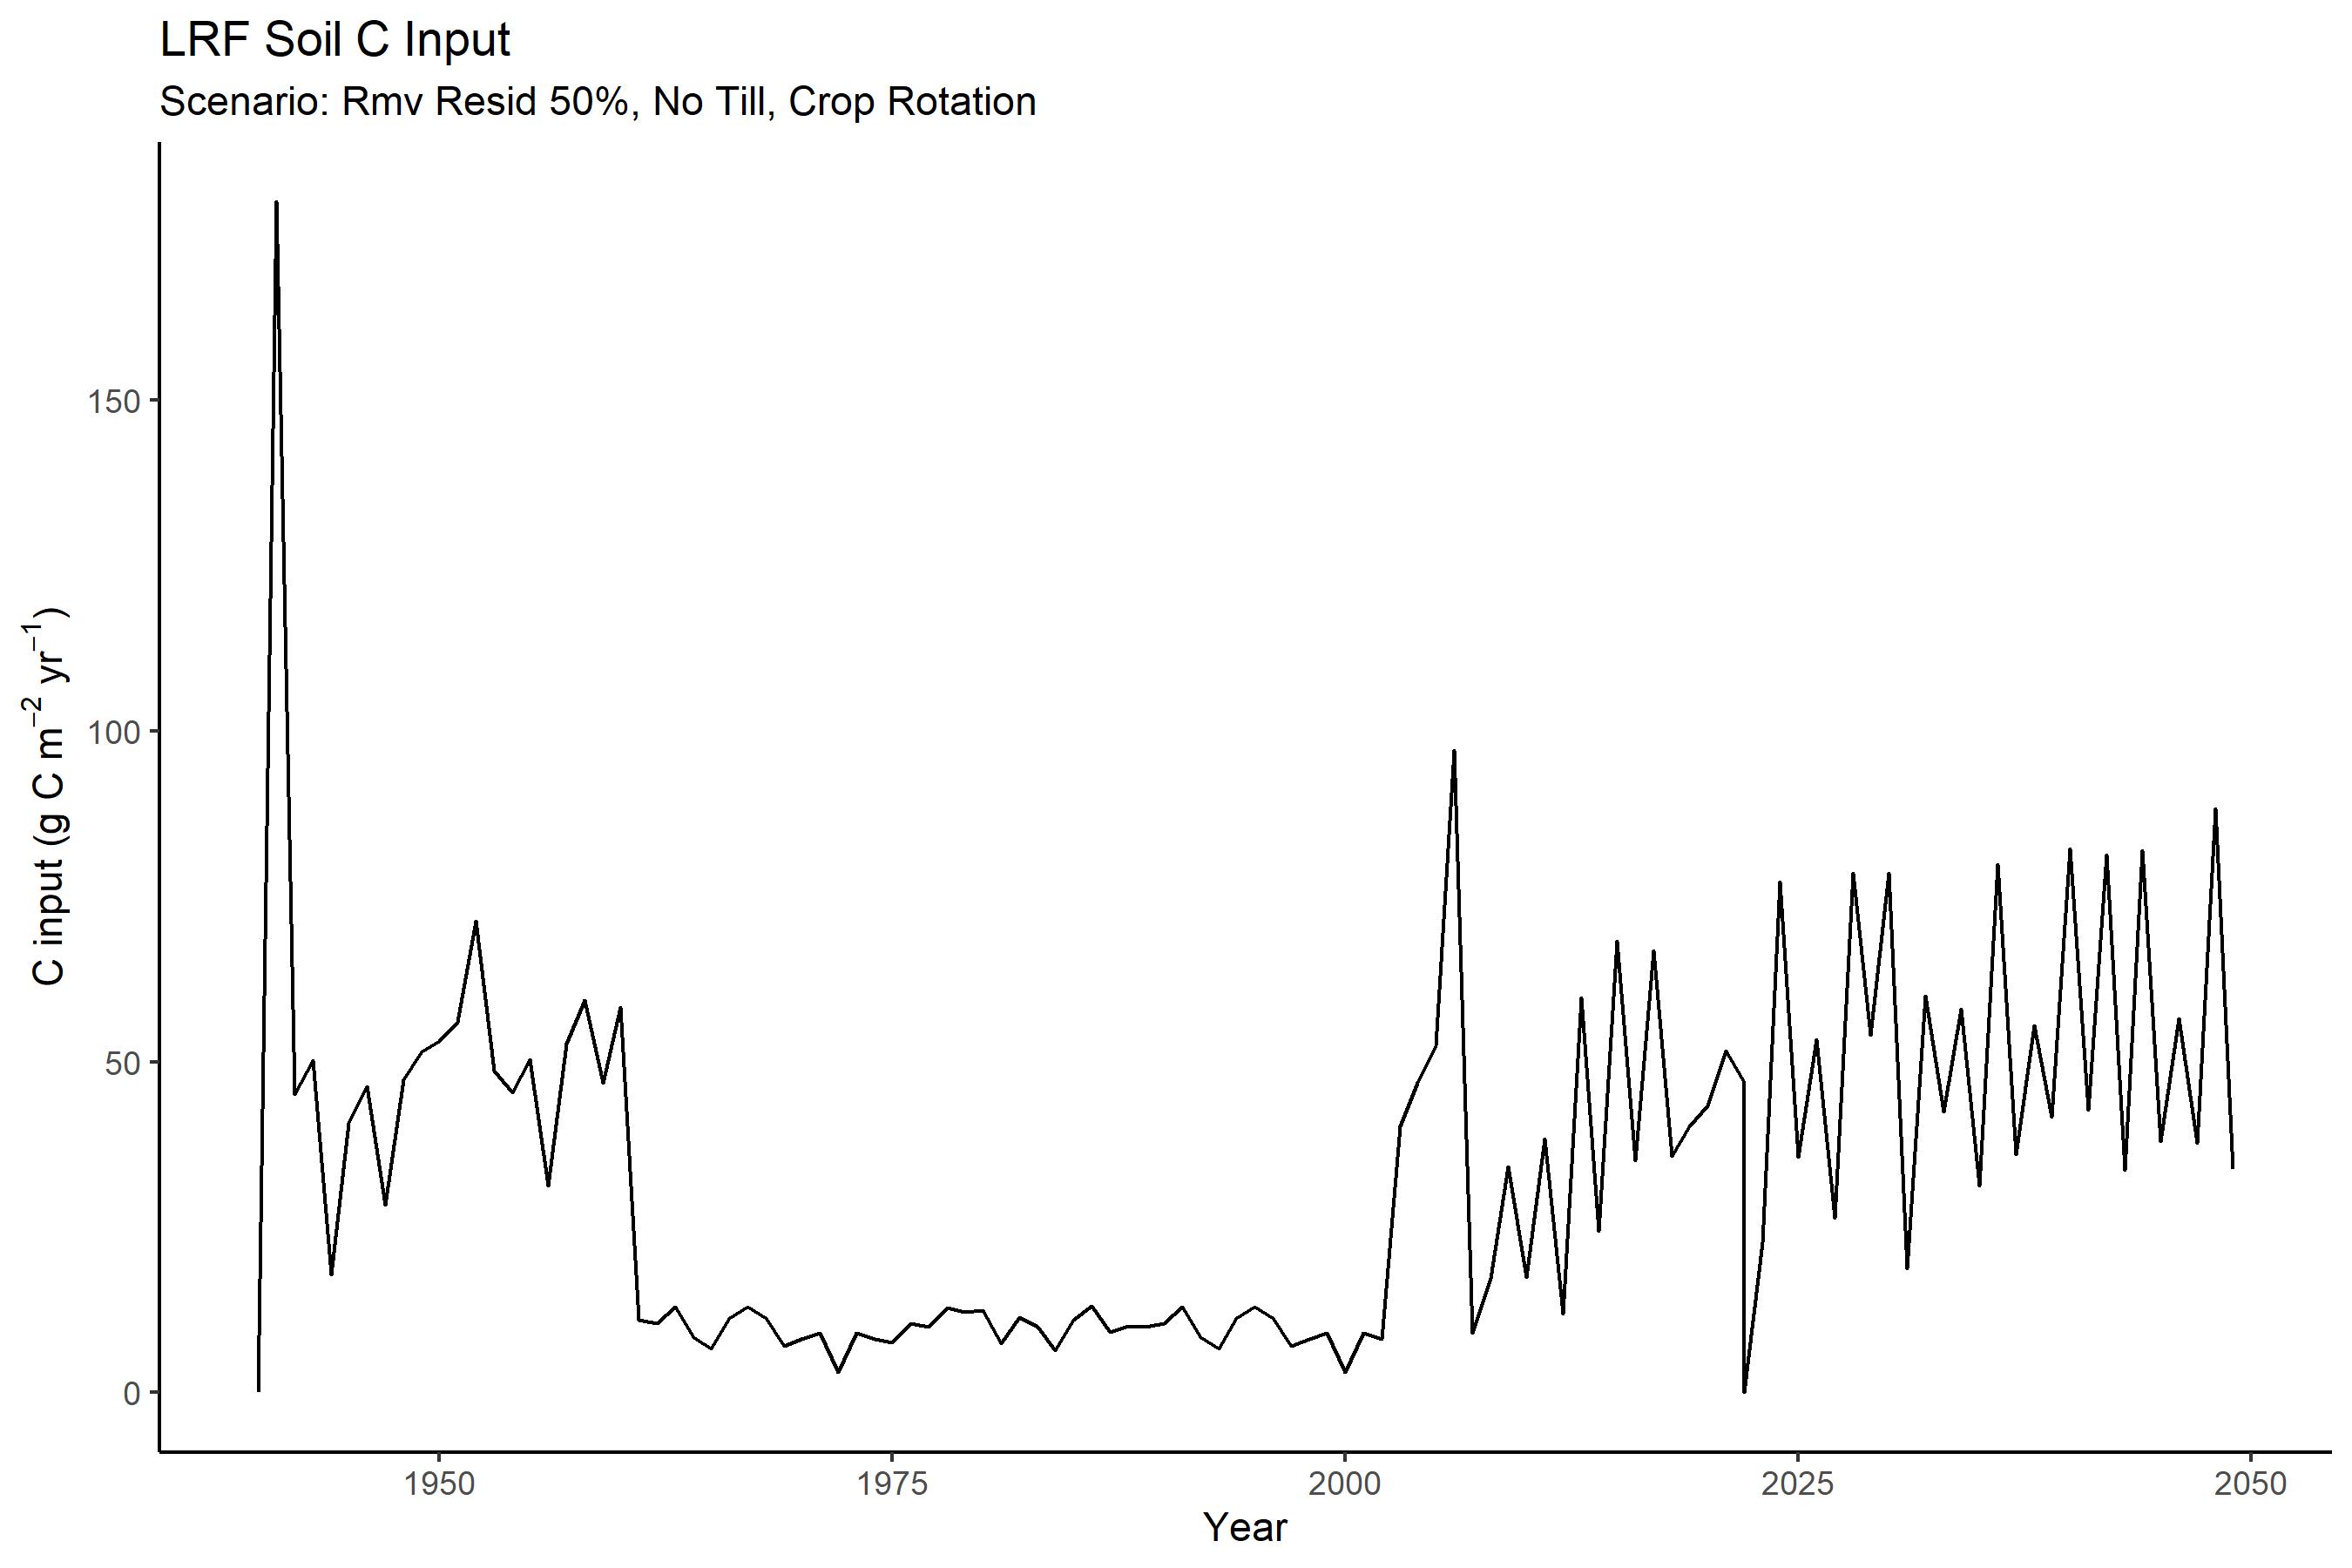 LRF Soil C Input
Scenario: Rmv Resid 50%, No Till, Crop Rotation
C input (g C m⁻² yr⁻¹)
150
100
50
0
1950 1975 2000 2025 2050
Year